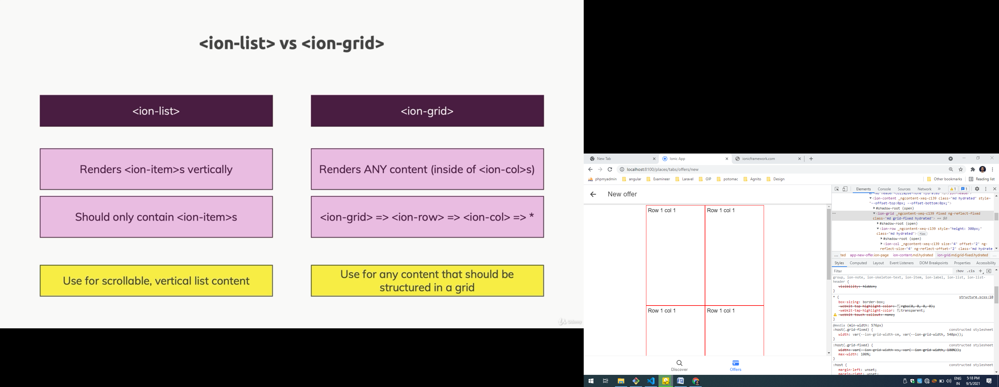 <ion-list> vs <ion-grid>
<ion-list>
<ion-grid>
Renders <ion-item>s vertically
Renders ANY content (inside of <ion-col>s)
Should only contain <ion-item>s
<ion-grid> => <ion-row> => <ion-col> => *
Use for scrollable, vertical list content
Use for any content that should be
structured in a grid
Udemy
New Tab
Ionic App
ionicframework.com
localhost:8100/places/tabs/offers/new
phpmyadmin
angular
Examineer
Laravel
GIP
potomac
Agnito
Design
Other bookmarks
Reading list
New offer
Row 1 col 1
Row 1 col 1
Row 1 col 1
Row 1 col 1
Discover
Offers
Elements
Console
Sources
Network
1
1
<ion-content _ngcontent-xeq-c139 class="md hydrated" style=
"--offset-top:0px; --offset-bottom:0px;">
#shadow-root (open)
<ion-grid _ngcontent-xeq-c139 fixed ng-reflect-fixed
class="md grid-fixed hydrated"> == $0
#shadow-root (open)
<ion-row _ngcontent-xeq-c139 style="height: 300px;"
class="md hydrated"> flex
#shadow-root (open)
<ion-col _ngcontent-xeq-c139 size="4" offset="2" ng-
reflect-size="4" ng-reflect-offset="2" class="md hydrate
... ted app-new-offer.ion-page ion-content.md.hydrated ion-grid.md.grid-fixed.hydrated ...
Styles
Computed
Layout
Event Listeners
DOM Breakpoints
Properties
Accessibility
Filter
:hov .cls +
group, ion-note, ion-skeleton-text, ion-item, ion-label, ion-list, ion-list-
header {
visibility: hidden;
}
* {
structure.scss:10
box-sizing: border-box;
-webkit-tap-highlight-color: rgba(0, 0, 0, 0);
-webkit-tap-highlight-color: transparent;
-webkit-touch-callout: none;
}
@media (min-width: 576px)
:host(.grid-fixed) {
constructed stylesheet
width: var(--ion-grid-width-sm, var(--ion-grid-width, 540px));
}
:host(.grid-fixed) {
constructed stylesheet
width: var(--ion-grid-width-xs, var(--ion-grid-width, 100%));
max-width: 100%;
}
:host {
constructed stylesheet
margin-left: unset;
margin-right: unset;
ENG
IN
5:18 PM
9/5/2021